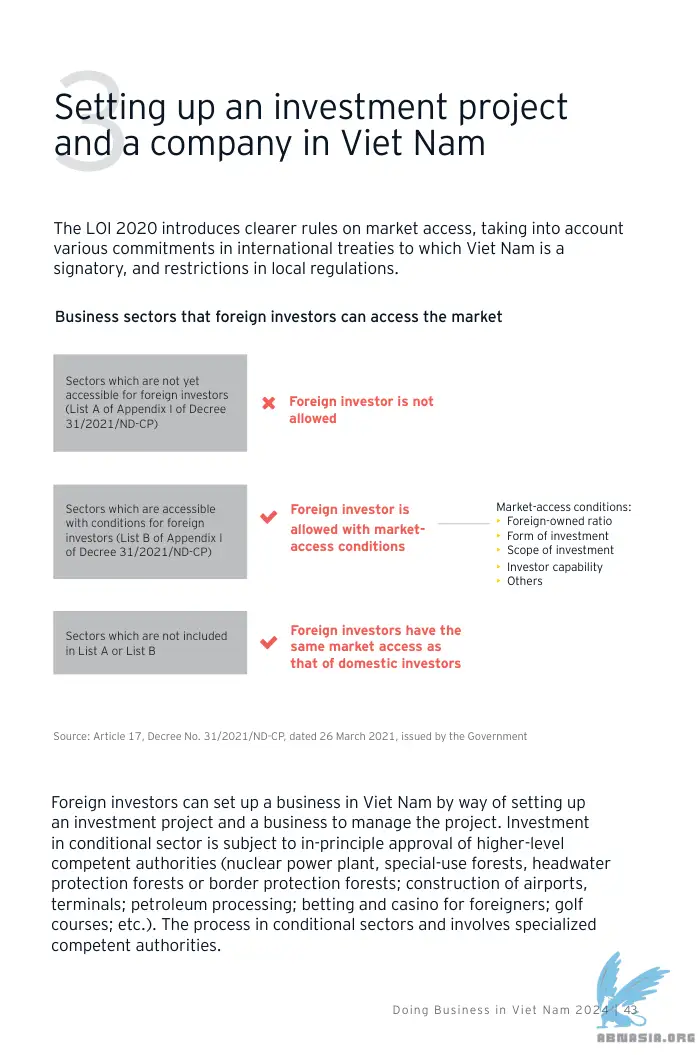 3
Setting up an investment project
and a company in Viet Nam
The LOI 2020 introduces clearer rules on market access, taking into account
various commitments in international treaties to which Viet Nam is a
signatory, and restrictions in local regulations.
Business sectors that foreign investors can access the market
Sectors which are not yet
accessible for foreign investors
(List A of Appendix I of Decree
31/2021/ND-CP)
Foreign investor is not
allowed
Sectors which are accessible
with conditions for foreign
investors (List B of Appendix I
of Decree 31/2021/ND-CP)
Foreign investor is
allowed with market-
access conditions
Market-access conditions:
‣ Foreign-owned ratio
‣ Form of investment
‣ Scope of investment
‣ Investor capability
‣ Others
Sectors which are not included
in List A or List B
Foreign investors have the
same market access as
that of domestic investors
Source: Article 17, Decree No. 31/2021/ND-CP, dated 26 March 2021, issued by the Government
Foreign investors can set up a business in Viet Nam by way of setting up
an investment project and a business to manage the project. Investment
in conditional sector is subject to in-principle approval of higher-level
competent authorities (nuclear power plant, special-use forests, headwater
protection forests or border protection forests; construction of airports,
terminals; petroleum processing; betting and casino for foreigners; golf
courses; etc.). The process in conditional sectors and involves specialized
competent authorities.
Doing Business in Viet Nam 2024 | 43
ABNASIA.ORG